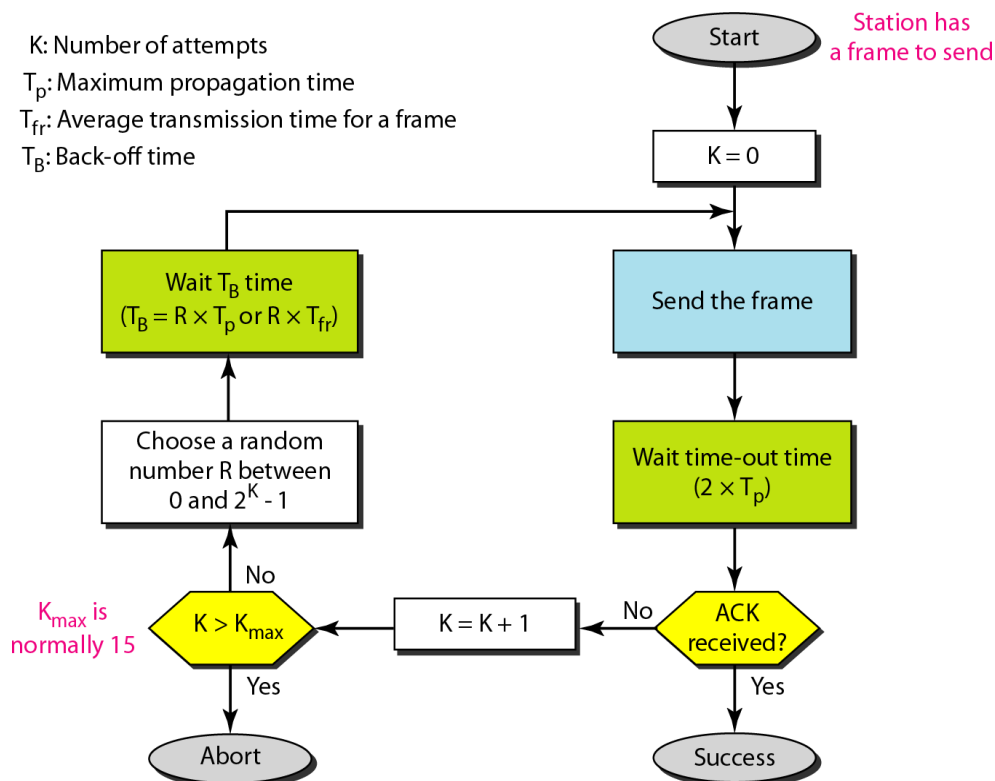 K: Number of attempts
Tp: Maximum propagation time
Tfr: Average transmission time for a frame
TB: Back-off time
Start
Station has
a frame to send
K = 0
Wait TB time
(TB = R × Tp or R × Tfr)
Send the frame
Choose a random
number R between
0 and 2^K - 1
Wait time-out time
(2 × Tp)
No
Kmax is
normally 15
K > Kmax
K = K + 1
No
ACK
received?
Yes
Yes
Abort
Success